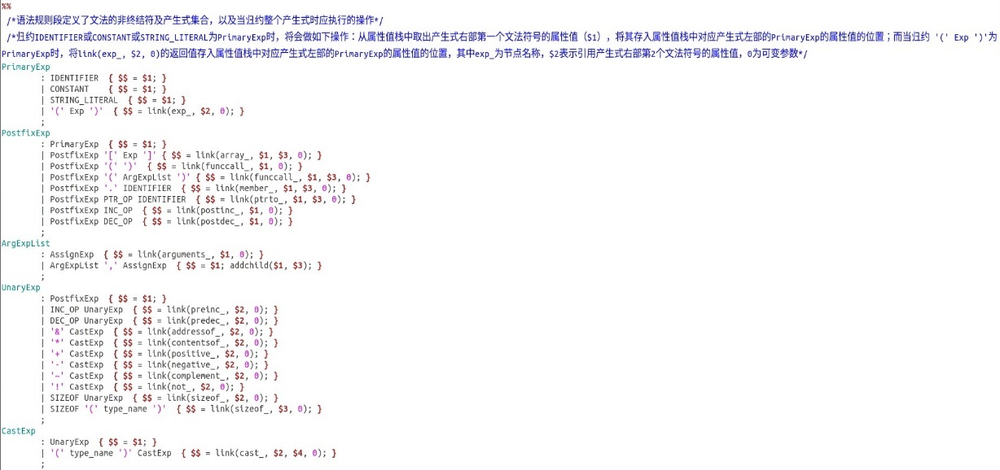 %%
/*语法规则段定义了文法的非终结符及产生式集合，以及当归约整个产生式时应执行的操作*/
/*归约IDENTIFIER或CONSTANT或STRING_LITERAL为PrimaryExp时，将会做如下操作：从属性值栈中取出产生式右部第一个文法符号的属性值（$1），将其存入属性值栈中对应产生式左部的PrimaryExp的属性值的位置；而当归约 '(' Exp ')'为
PrimaryExp时，将link(exp_, $2, 0)的返回值存入属性值栈中对应产生式左部的PrimaryExp的属性值的位置，其中exp_为节点名称，$2表示引用产生式右部第2个文法符号的属性值，0为可变参数*/
PrimaryExp
: IDENTIFIER { $$ = $1; }
| CONSTANT { $$ = $1; }
| STRING_LITERAL { $$ = $1; }
| '(' Exp ')' { $$ = link(exp_, $2, 0); }
;
PostfixExp
: PrimaryExp { $$ = $1; }
| PostfixExp '[' Exp ']' { $$ = link(array_, $1, $3, 0); }
| PostfixExp '(' ')' { $$ = link(funccall_, $1, 0); }
| PostfixExp '(' ArgExpList ')' { $$ = link(funccall_, $1, $3, 0); }
| PostfixExp '.' IDENTIFIER { $$ = link(member_, $1, $3, 0); }
| PostfixExp PTR_OP IDENTIFIER { $$ = link(ptrto_, $1, $3, 0); }
| PostfixExp INC_OP { $$ = link(postinc_, $1, 0); }
| PostfixExp DEC_OP { $$ = link(postdec_, $1, 0); }
;
ArgExpList
: AssignExp { $$ = link(arguments_, $1, 0); }
| ArgExpList ',' AssignExp { $$ = $1; addchild($1, $3); }
;
UnaryExp
: PostfixExp { $$ = $1; }
| INC_OP UnaryExp { $$ = link(preinc_, $2, 0); }
| DEC_OP UnaryExp { $$ = link(predec_, $2, 0); }
| '&' CastExp { $$ = link(addressof_, $2, 0); }
| '*' CastExp { $$ = link(contentsof_, $2, 0); }
| '+' CastExp { $$ = link(positive_, $2, 0); }
| '-' CastExp { $$ = link(negative_, $2, 0); }
| '~' CastExp { $$ = link(complement_, $2, 0); }
| '!' CastExp { $$ = link(not_, $2, 0); }
| SIZEOF UnaryExp { $$ = link(sizeof_, $2, 0); }
| SIZEOF '(' type_name ')' { $$ = link(sizeof_, $3, 0); }
;
CastExp
: UnaryExp { $$ = $1; }
| '(' type_name ')' CastExp { $$ = link(cast_, $2, $4, 0); }
;